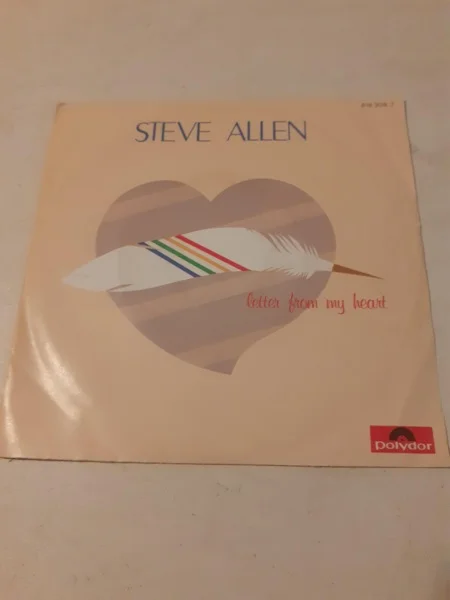 STEVE ALLEN
letter from my heart
Polydor